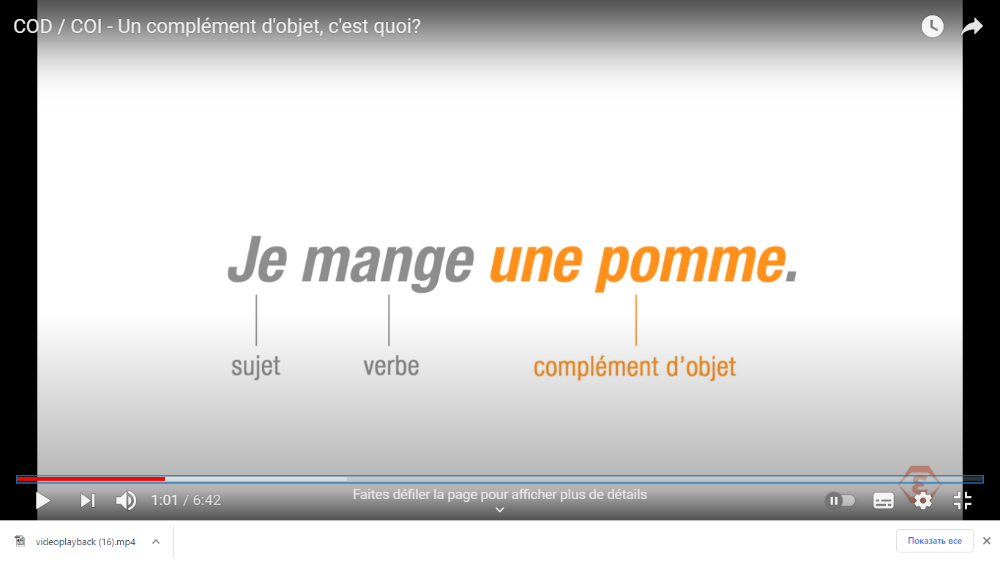 COD / COI - Un complément d'objet, c'est quoi?
Je mange une pomme.
sujet verbe complément d’objet
1:01 / 6:42
Faites défiler la page pour afficher plus de détails
videoplayback (16).mp4
Показать все